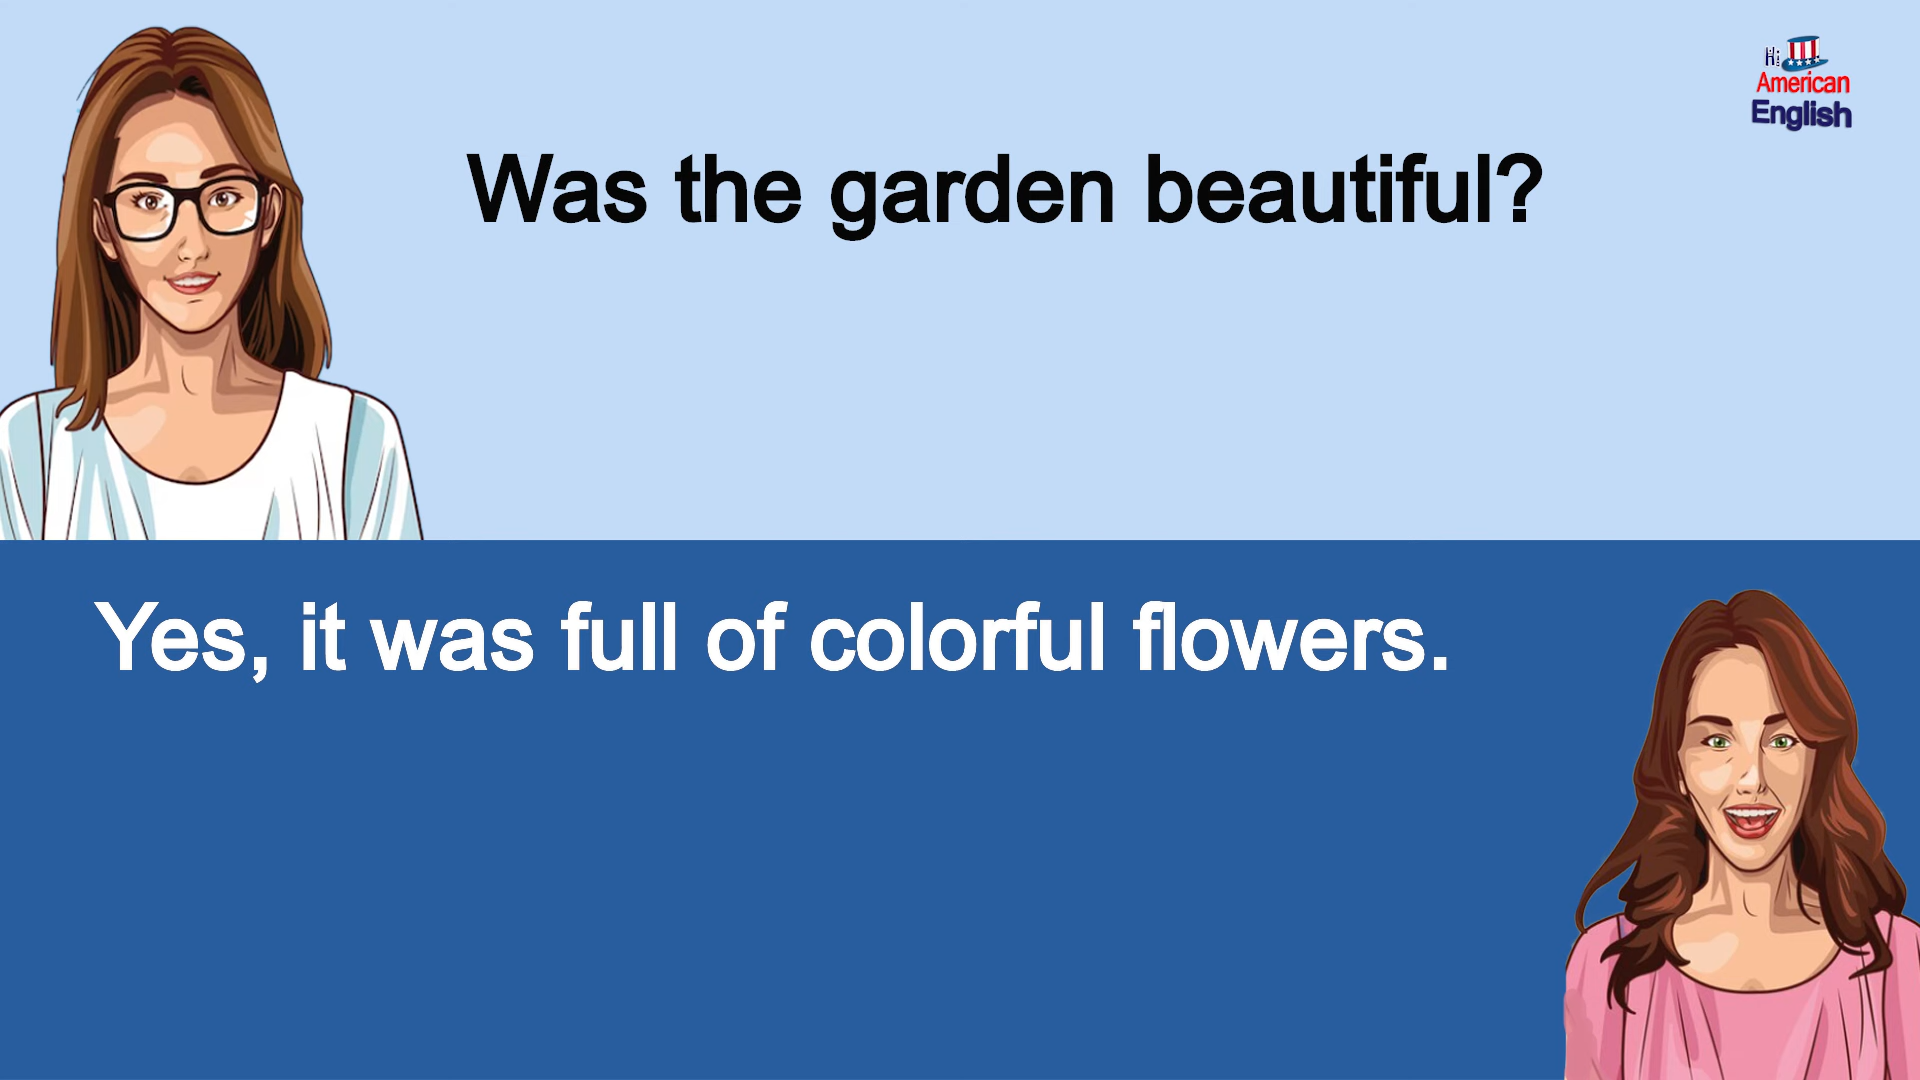 Hi
American
English
Was the garden beautiful?
Yes, it was full of colorful flowers.